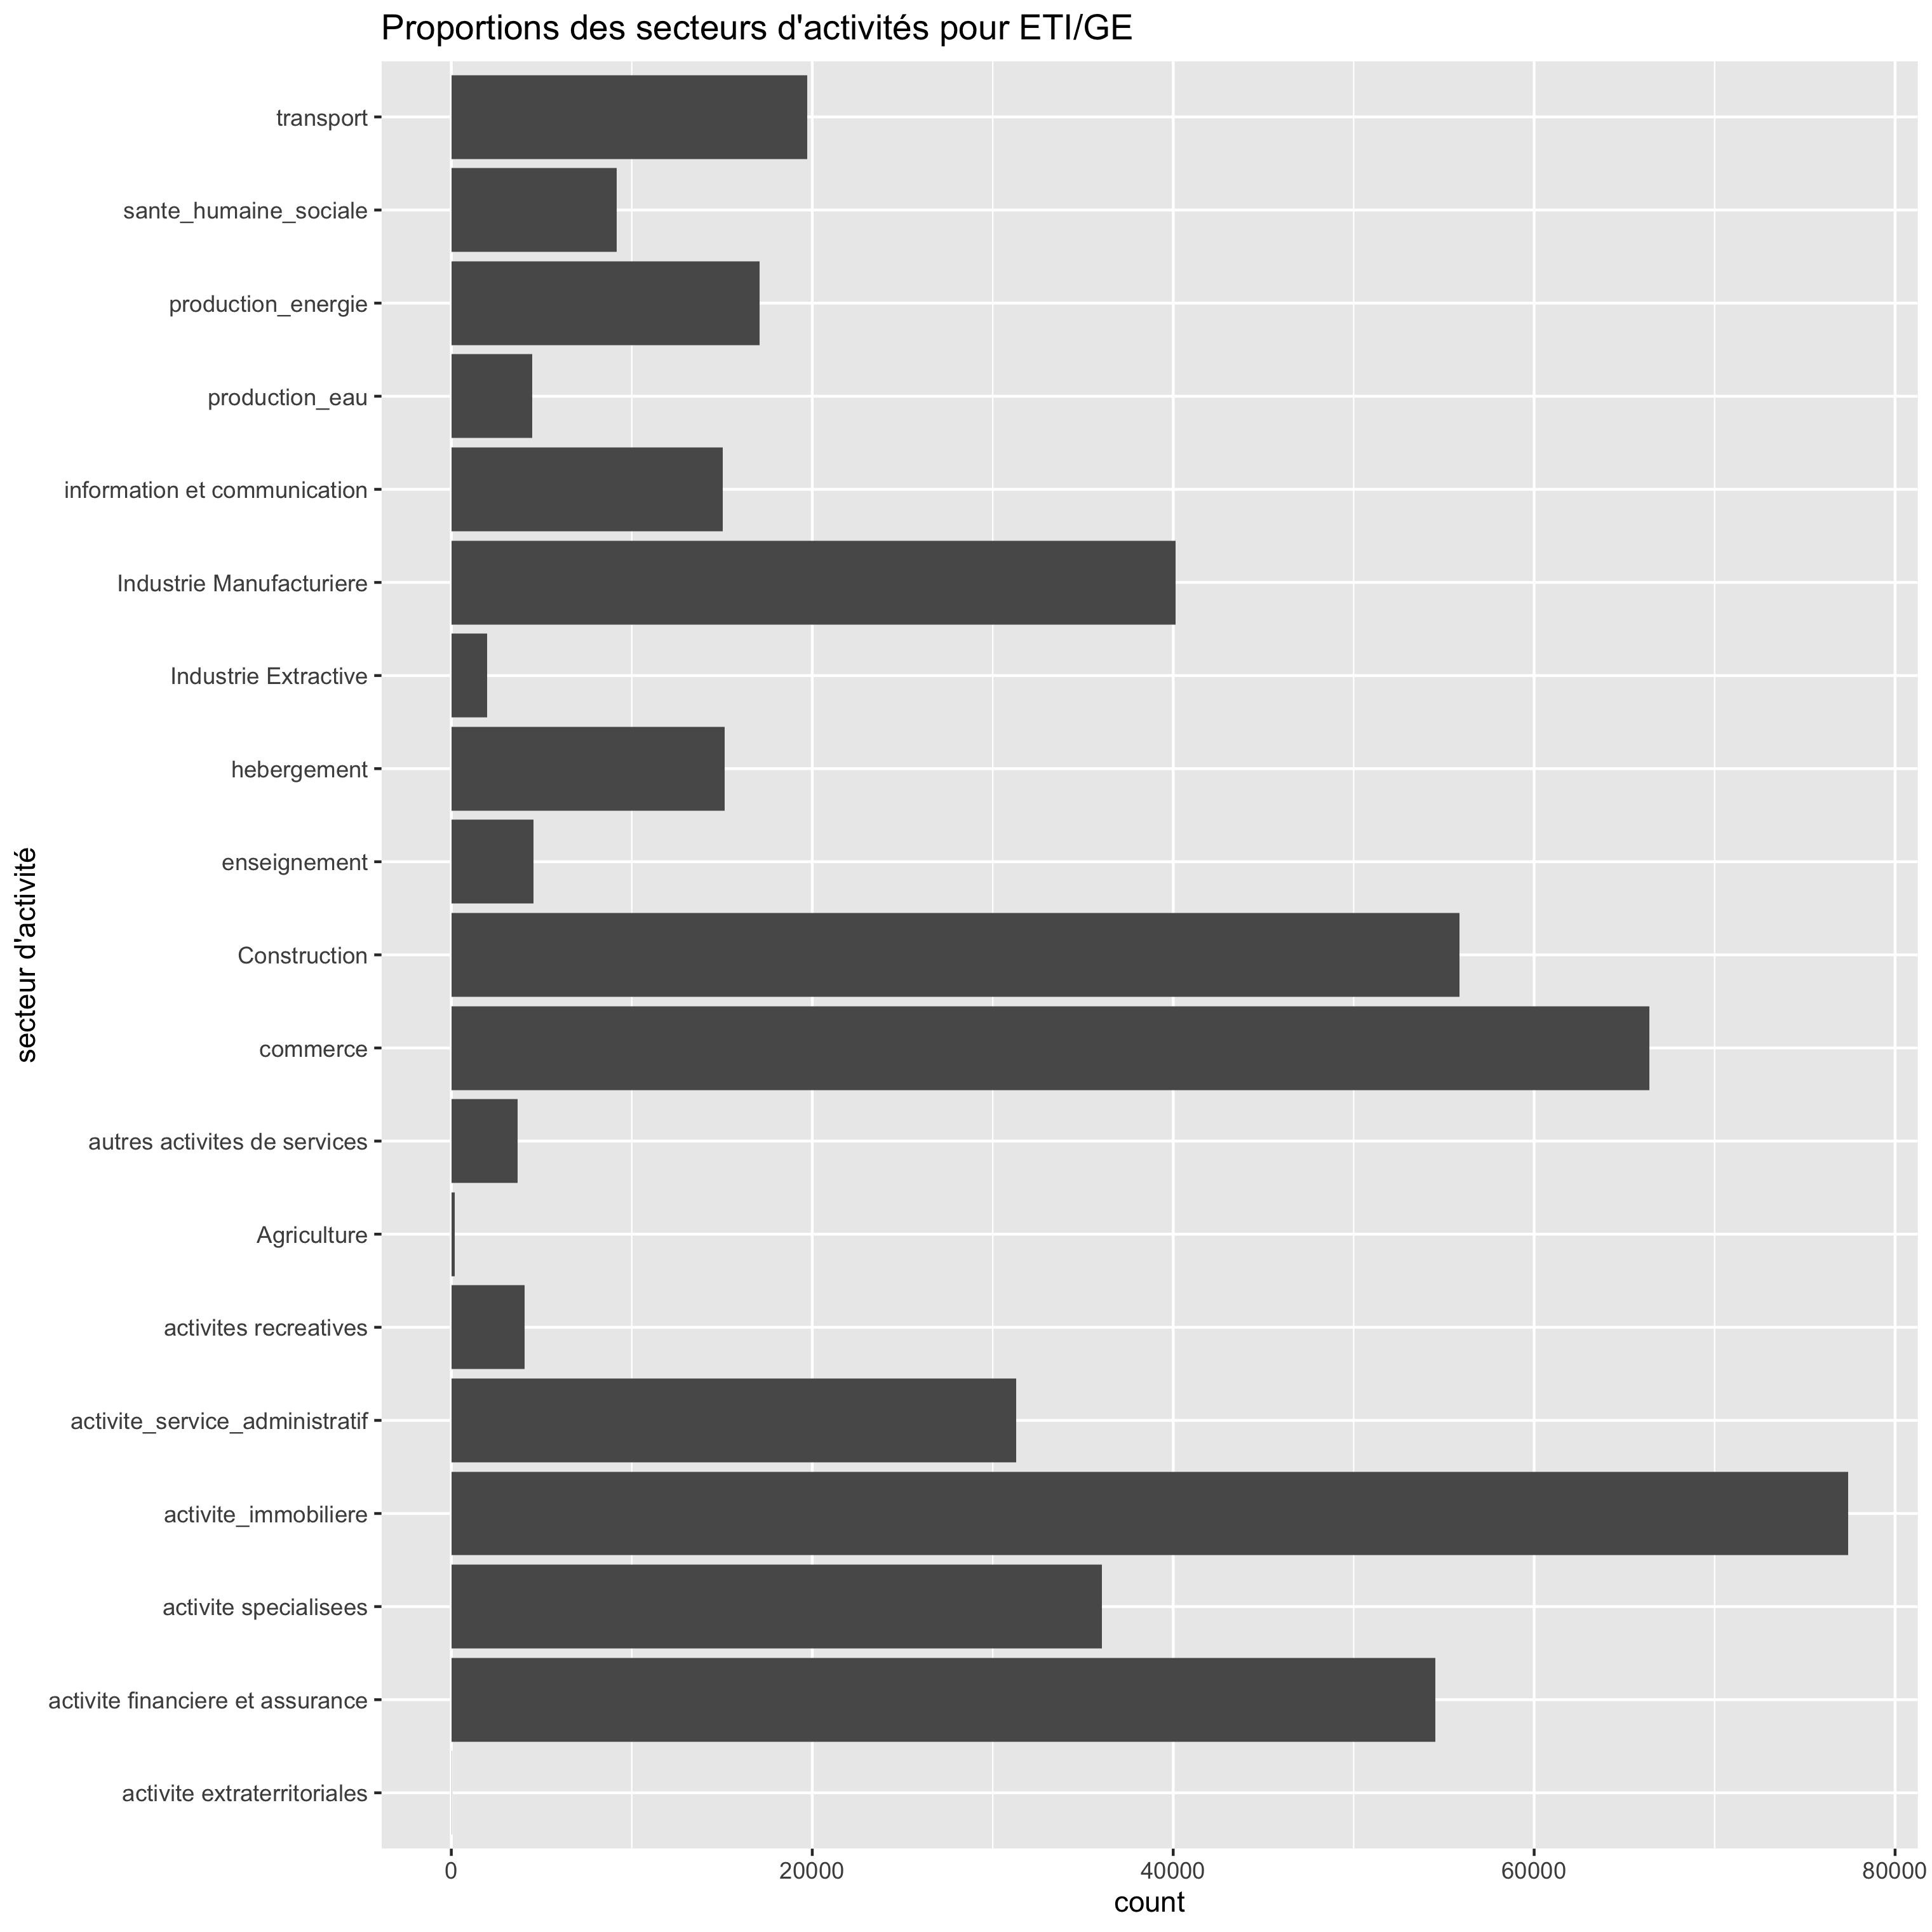 Proportions des secteurs d'activités pour ETI/GE
transport
sante_humaine_sociale
production_energie
production_eau
information et communication
Industrie Manufacturiere
Industrie Extractive
hebergement
enseignement
Construction
commerce
autres activites de services
Agriculture
activites recreatives
activite_service_administratif
activite_immobiliere
activite specialisees
activite financiere et assurance
activite extraterritoriales
secteur d'activité
0 20000 40000 60000 80000
count